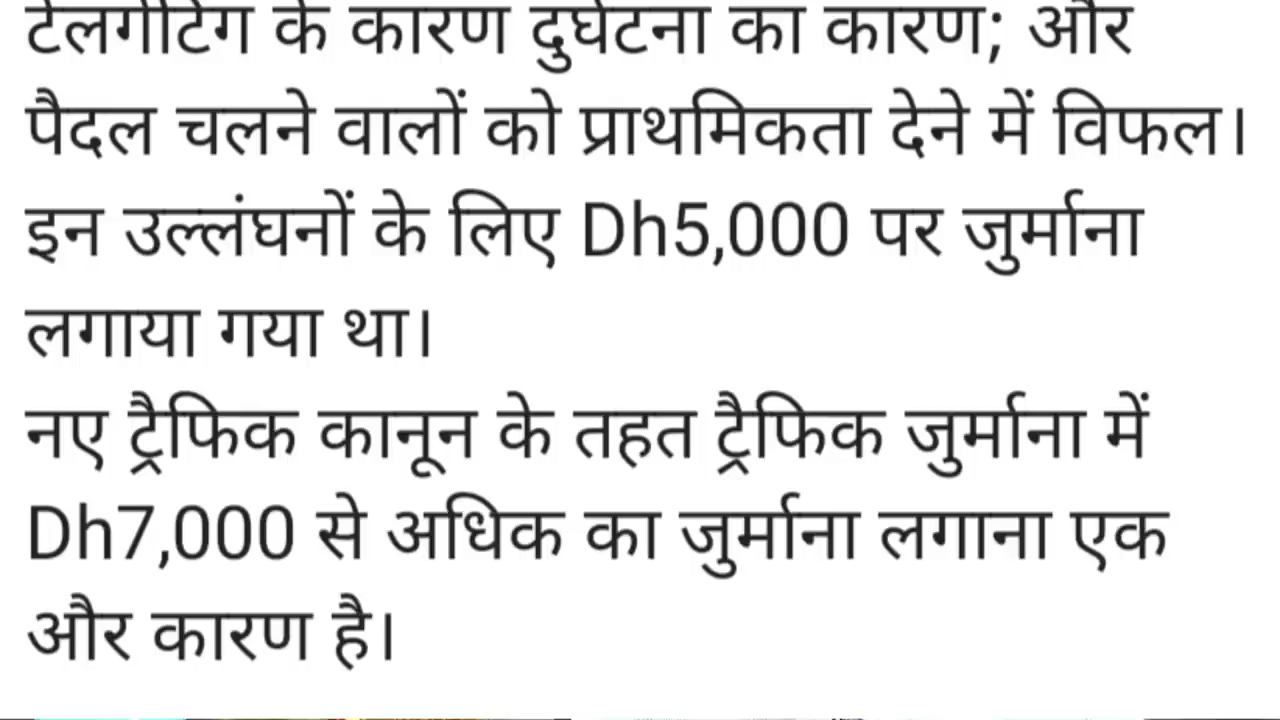 टेलगेटिंग के कारण दुर्घटना का कारण; और
पैदल चलने वालों को प्राथमिकता देने में विफल।
इन उल्लंघनों के लिए Dh5,000 पर जुर्माना
लगाया गया था।
नए ट्रैफिक कानून के तहत ट्रैफिक जुर्माना में
Dh7,000 से अधिक का जुर्माना लगाना एक
और कारण है।